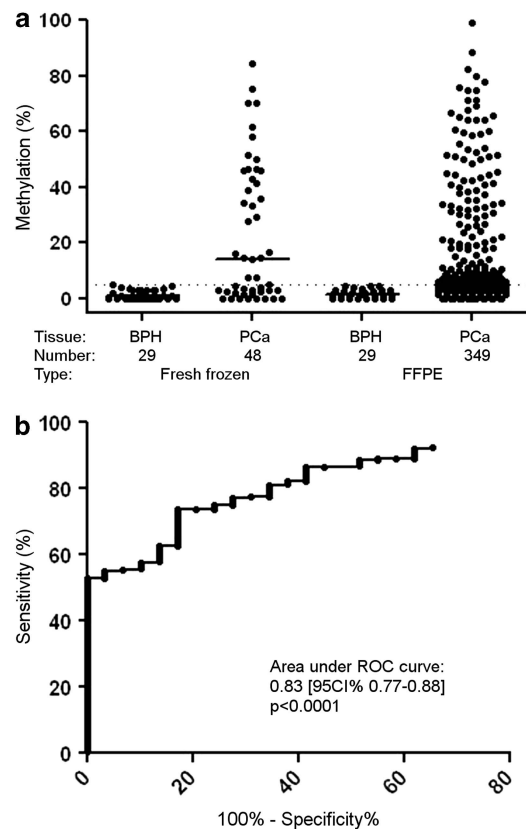 a
Methylation (%)
100
80
60
40
20
0
Tissue: BPH PCa BPH PCa
Number: 29 48 29 349
Type: Fresh frozen FFPE
b
Sensitivity (%)
100
80
60
40
20
0
Area under ROC curve:
0.83 [95CI% 0.77-0.88]
p<0.0001
0 20 40 60 80
100% - Specificity%